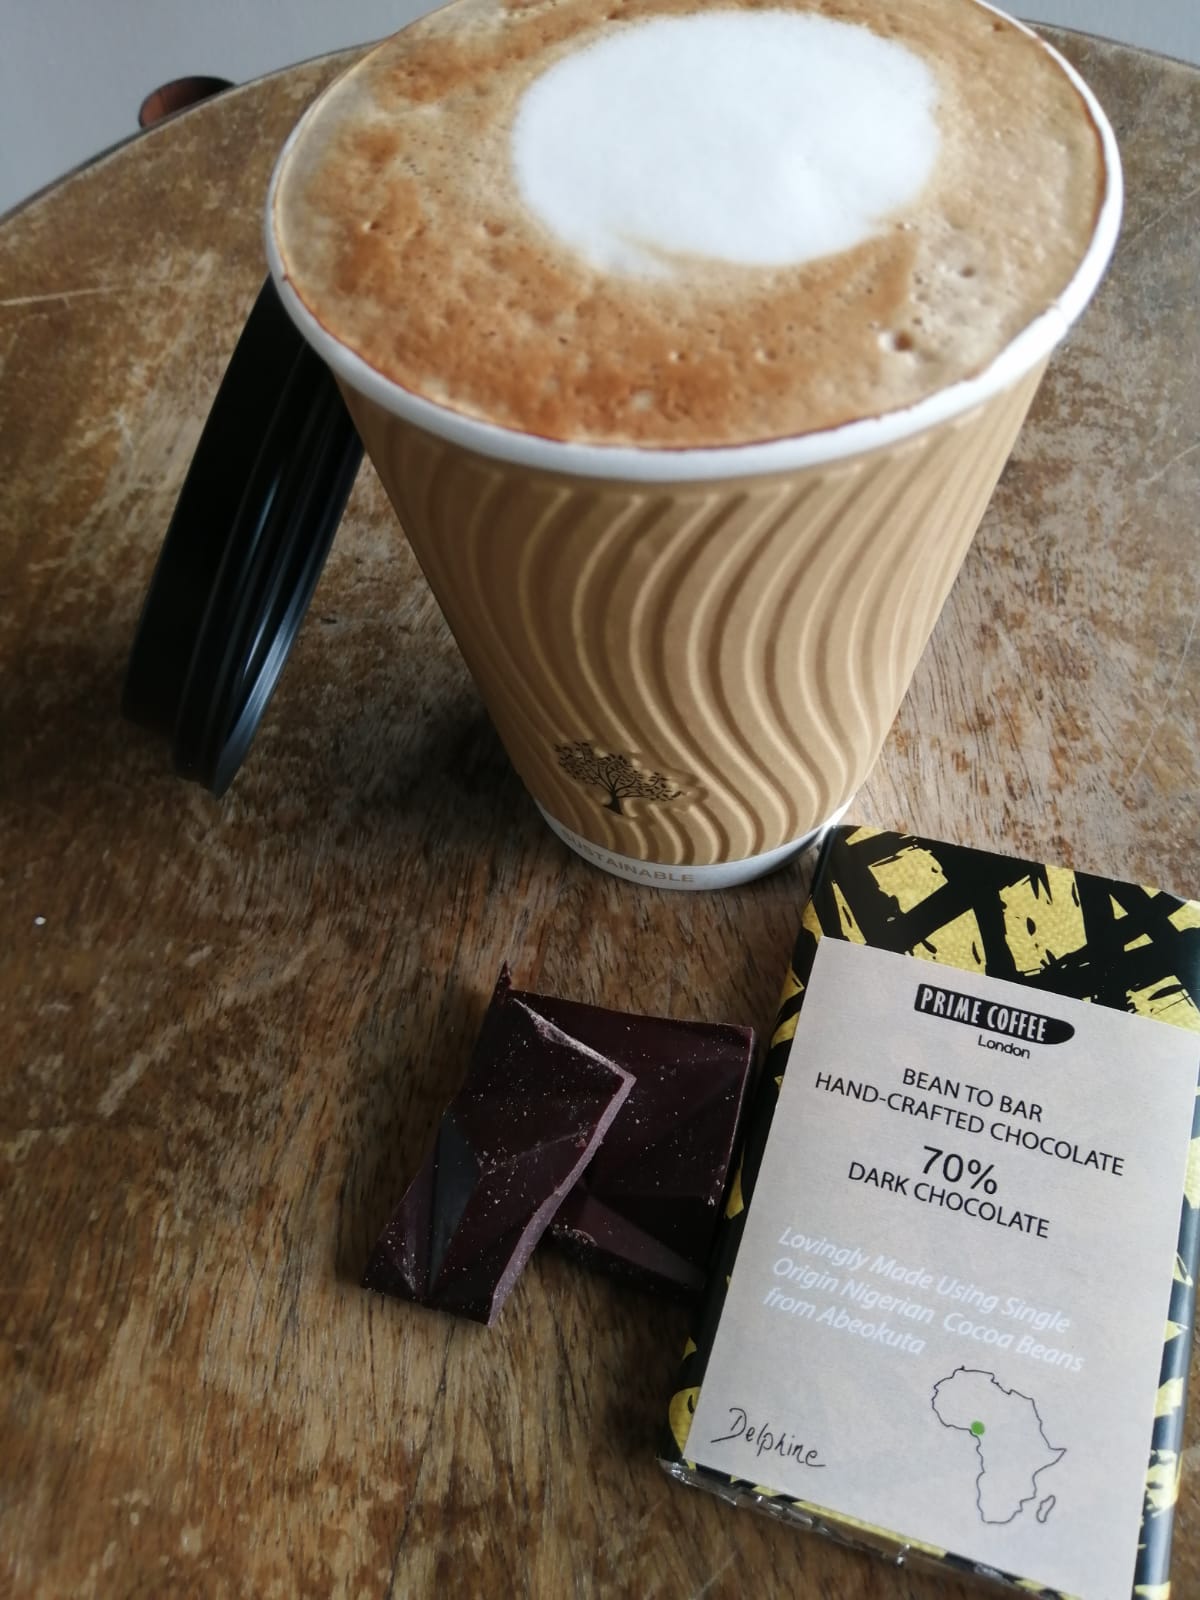 SUSTAINABLE
PRIME COFFEE
London
BEAN TO BAR
HAND-CRAFTED CHOCOLATE
70%
DARK CHOCOLATE
Lovingly Made Using Single
Origin Nigerian Cocoa Beans
from Abeokuta
Delphine